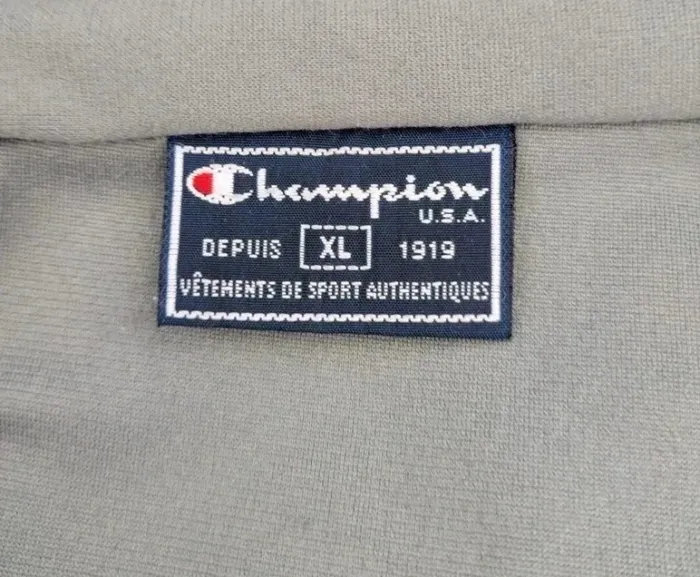 Champion
U.S.A.
DEPUIS XL 1919
VÊTEMENTS DE SPORT AUTHENTIQUES